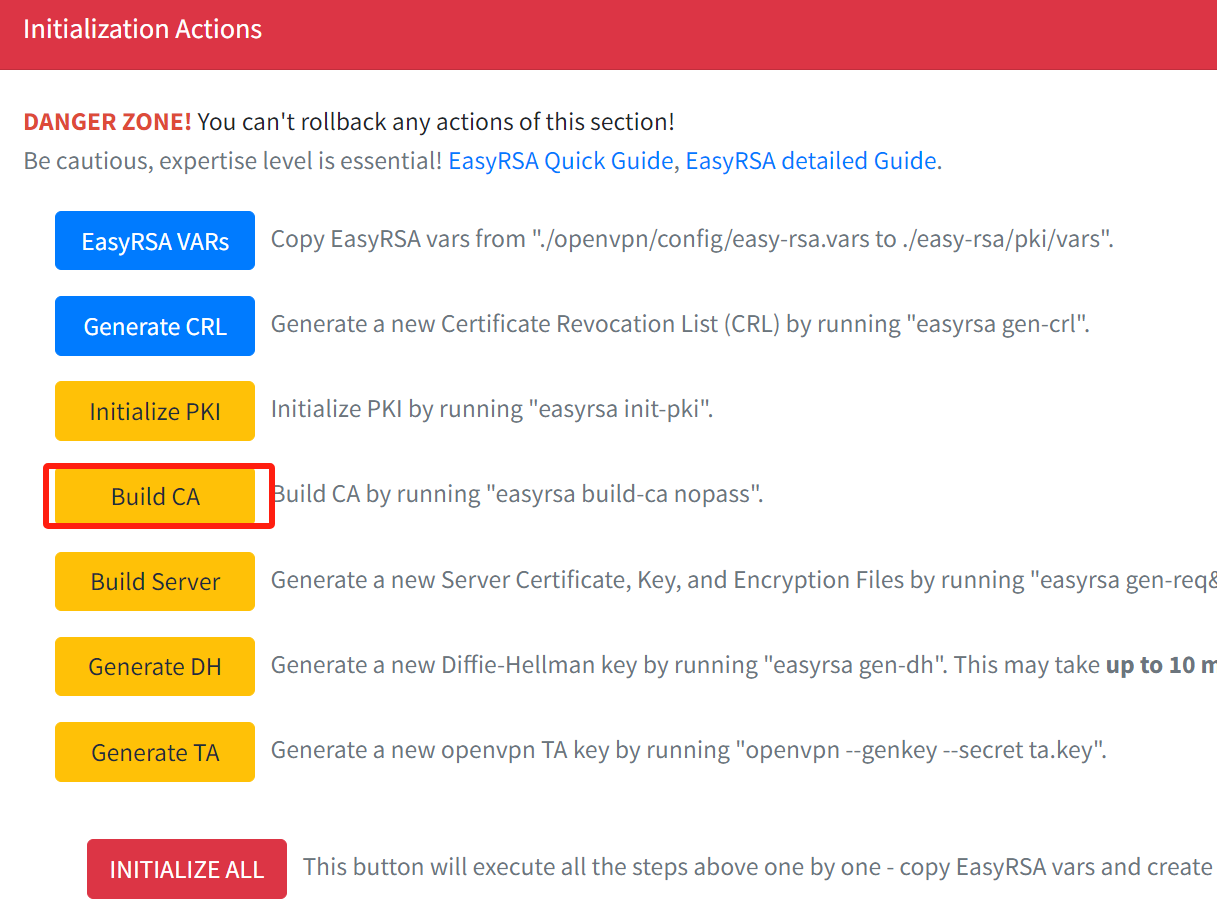 Initialization Actions
DANGER ZONE! You can't rollback any actions of this section!
Be cautious, expertise level is essential! EasyRSA Quick Guide, EasyRSA detailed Guide.
EasyRSA VARs Copy EasyRSA vars from "./openvpn/config/easy-rsa.vars to ./easy-rsa/pki/vars".
Generate CRL Generate a new Certificate Revocation List (CRL) by running "easyrsa gen-crl".
Initialize PKI Initialize PKI by running "easyrsa init-pki".
Build CA Build CA by running "easyrsa build-ca nopass".
Build Server Generate a new Server Certificate, Key, and Encryption Files by running "easyrsa gen-req&
Generate DH Generate a new Diffie-Hellman key by running "easyrsa gen-dh". This may take up to 10 m
Generate TA Generate a new openvpn TA key by running "openvpn --genkey --secret ta.key".
INITIALIZE ALL This button will execute all the steps above one by one - copy EasyRSA vars and create